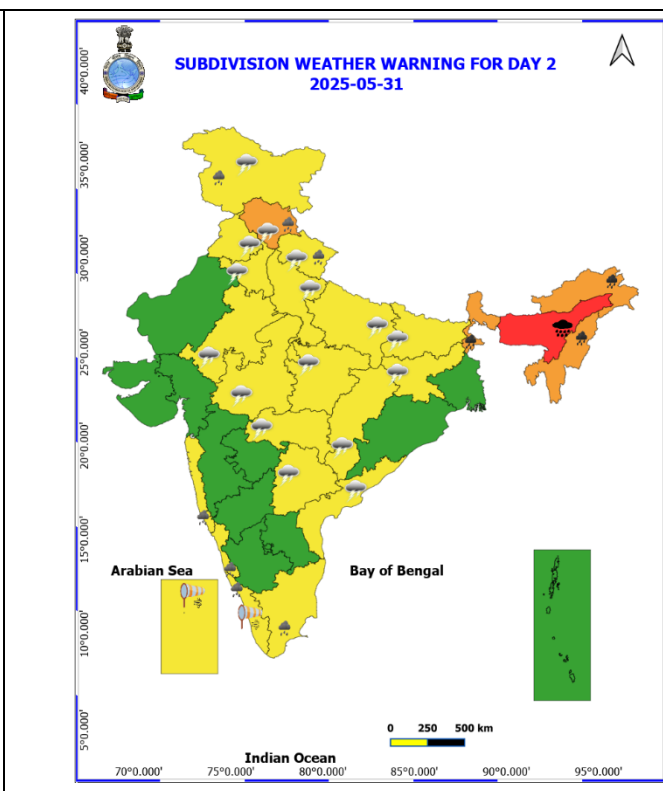 SUBDIVISION WEATHER WARNING FOR DAY 2
2025-05-31
40°0.000'
35°0.000'
30°0.000'
25°0.000'
20°0.000'
15°0.000'
10°0.000'
5°0.000'
Arabian Sea
Bay of Bengal
0 250 500 km
Indian Ocean
70°0.000' 75°0.000' 80°0.000' 85°0.000' 90°0.000' 95°0.000'